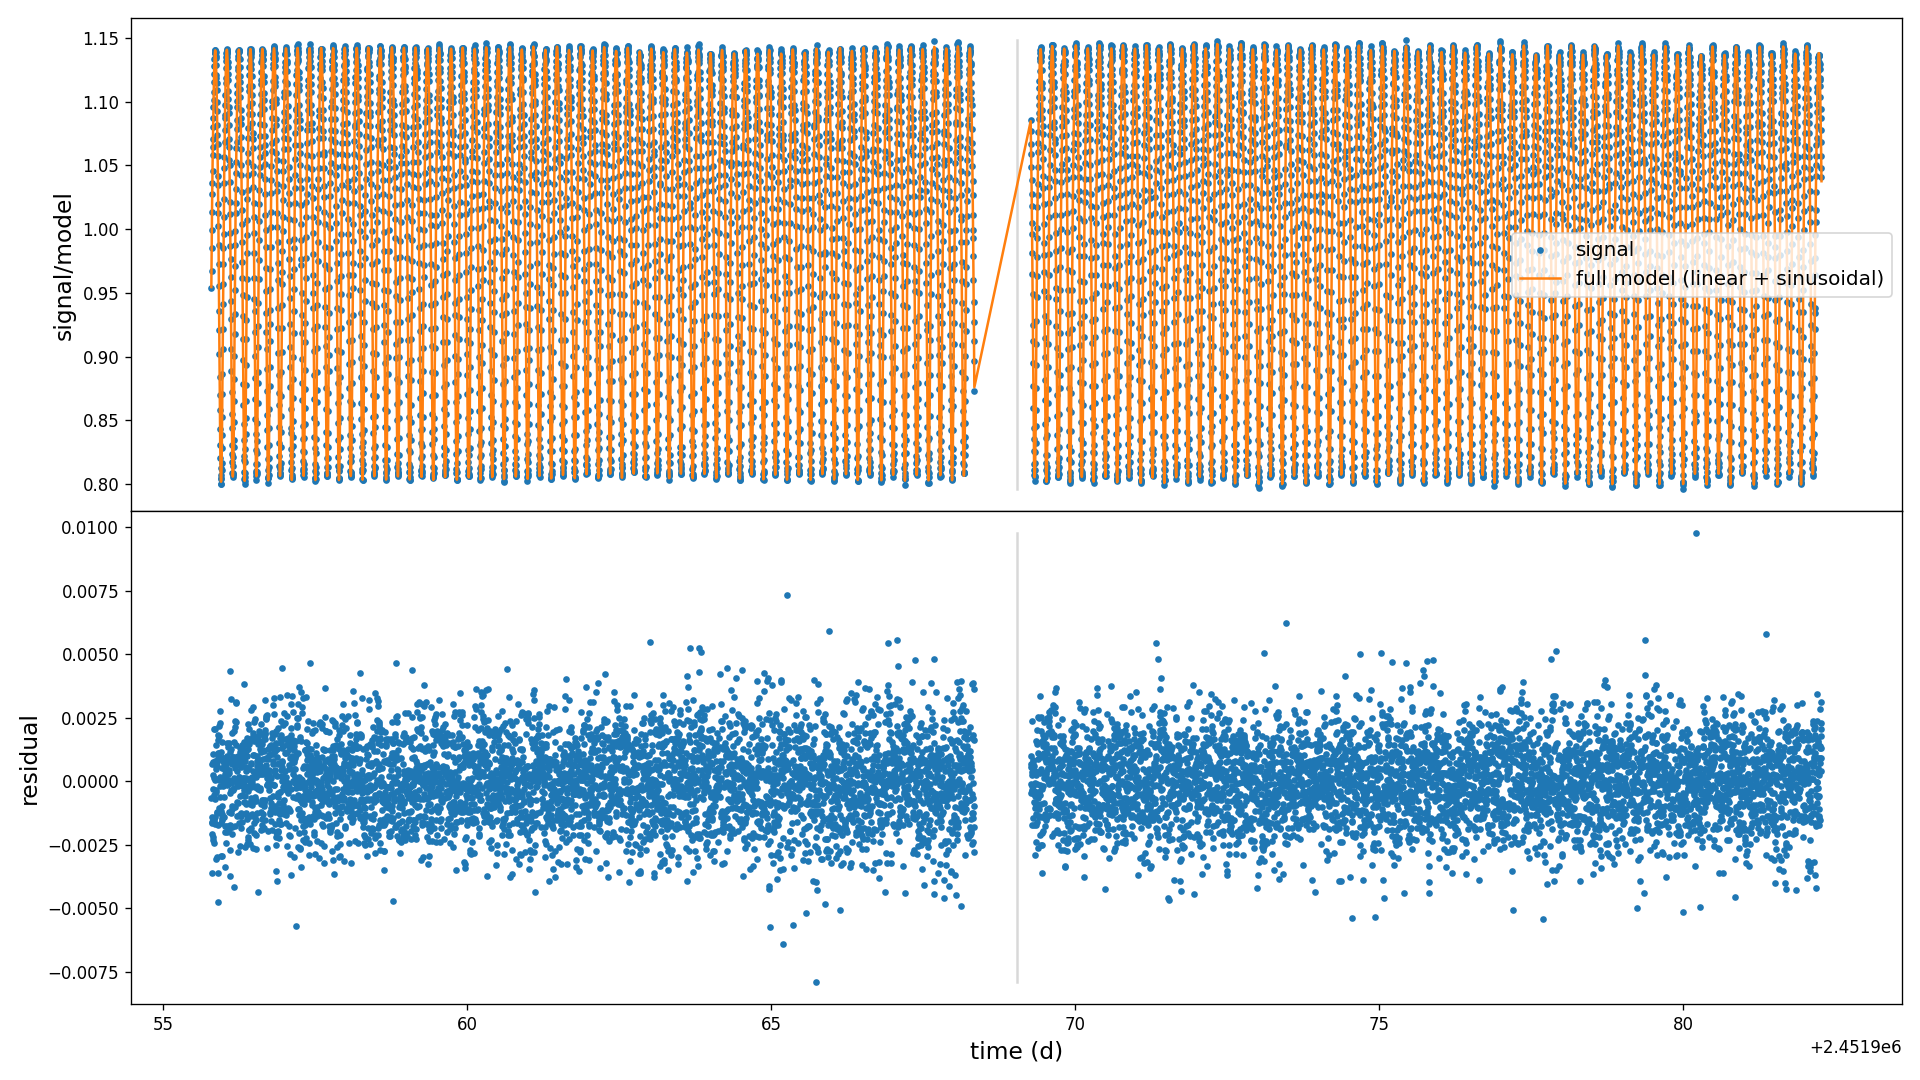 1.15
1.10
1.05
1.00
0.95
0.90
0.85
0.80
signal/model
signal
full model (linear + sinusoidal)
0.0100
0.0075
0.0050
0.0025
0.0000
−0.0025
−0.0050
−0.0075
residual
55 60 65 70 75 80
time (d)
+2.4519e6